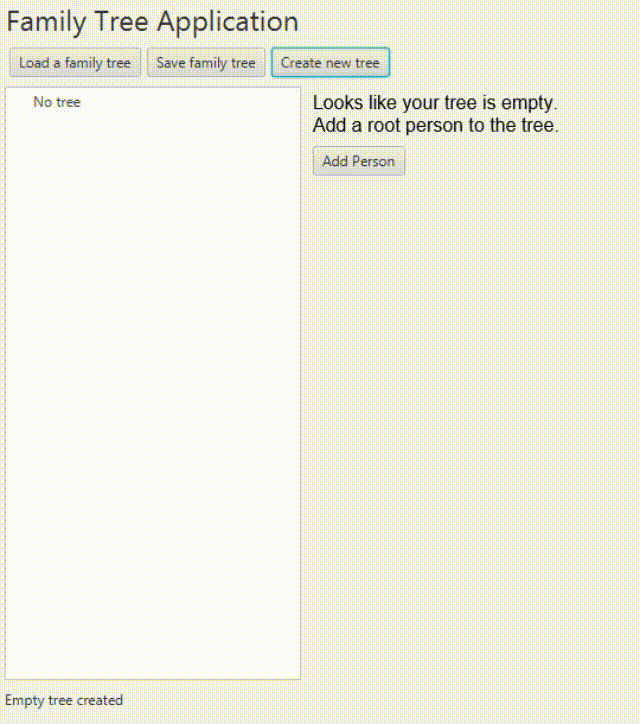 Family Tree Application
Load a family tree
Save family tree
Create new tree
No tree
Looks like your tree is empty.
Add a root person to the tree.
Add Person
Empty tree created